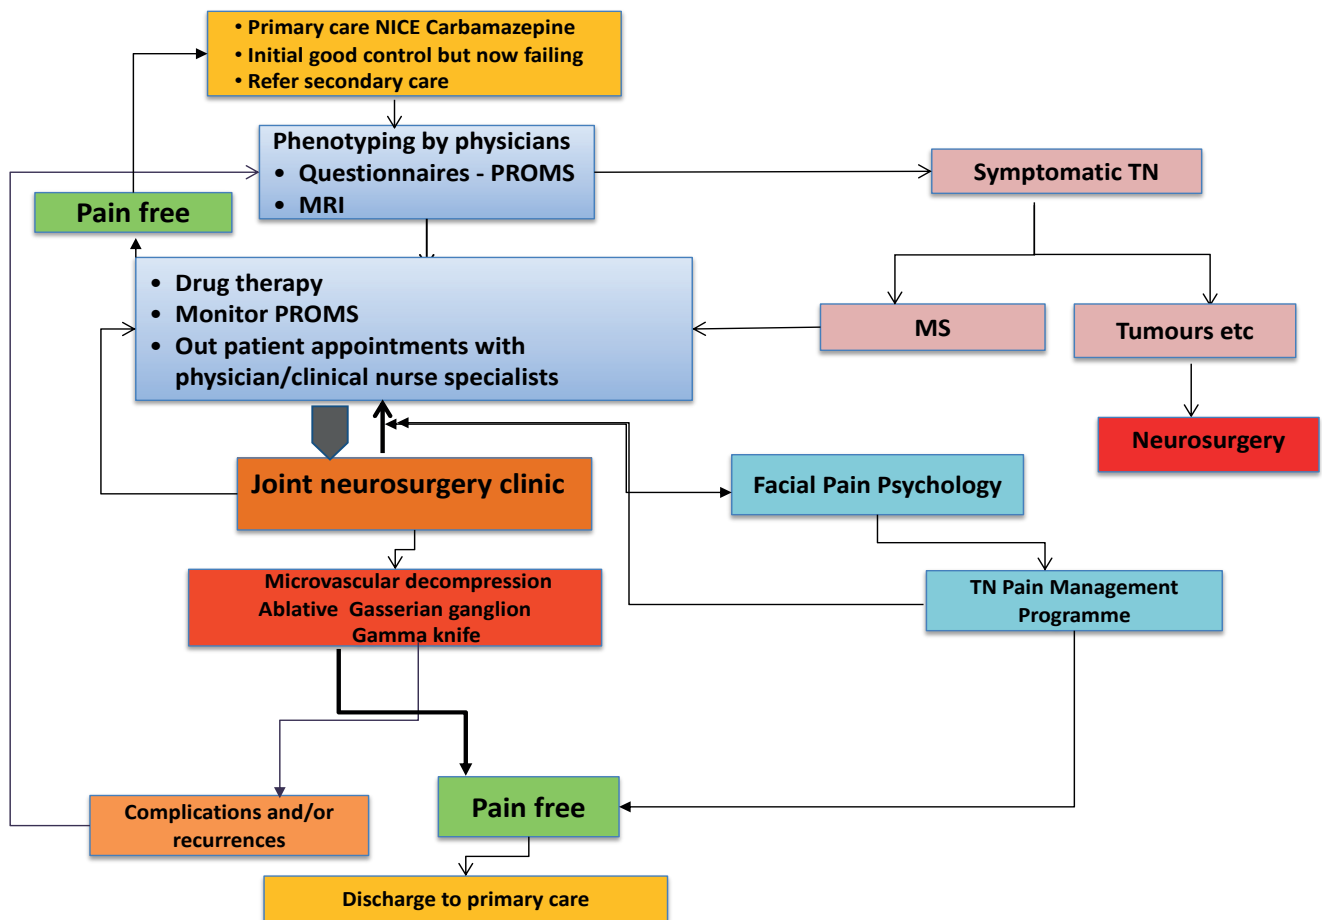 • Primary care NICE Carbamazepine
• Initial good control but now failing
• Refer secondary care
Phenotyping by physicians
• Questionnaires - PROMS
• MRI
Symptomatic TN
Pain free
• Drug therapy
• Monitor PROMS
• Out patient appointments with
physician/clinical nurse specialists
MS
Tumours etc
Neurosurgery
Joint neurosurgery clinic
Facial Pain Psychology
Microvascular decompression
Ablative Gasserian ganglion
Gamma knife
TN Pain Management
Programme
Complications and/or
recurrences
Pain free
Discharge to primary care